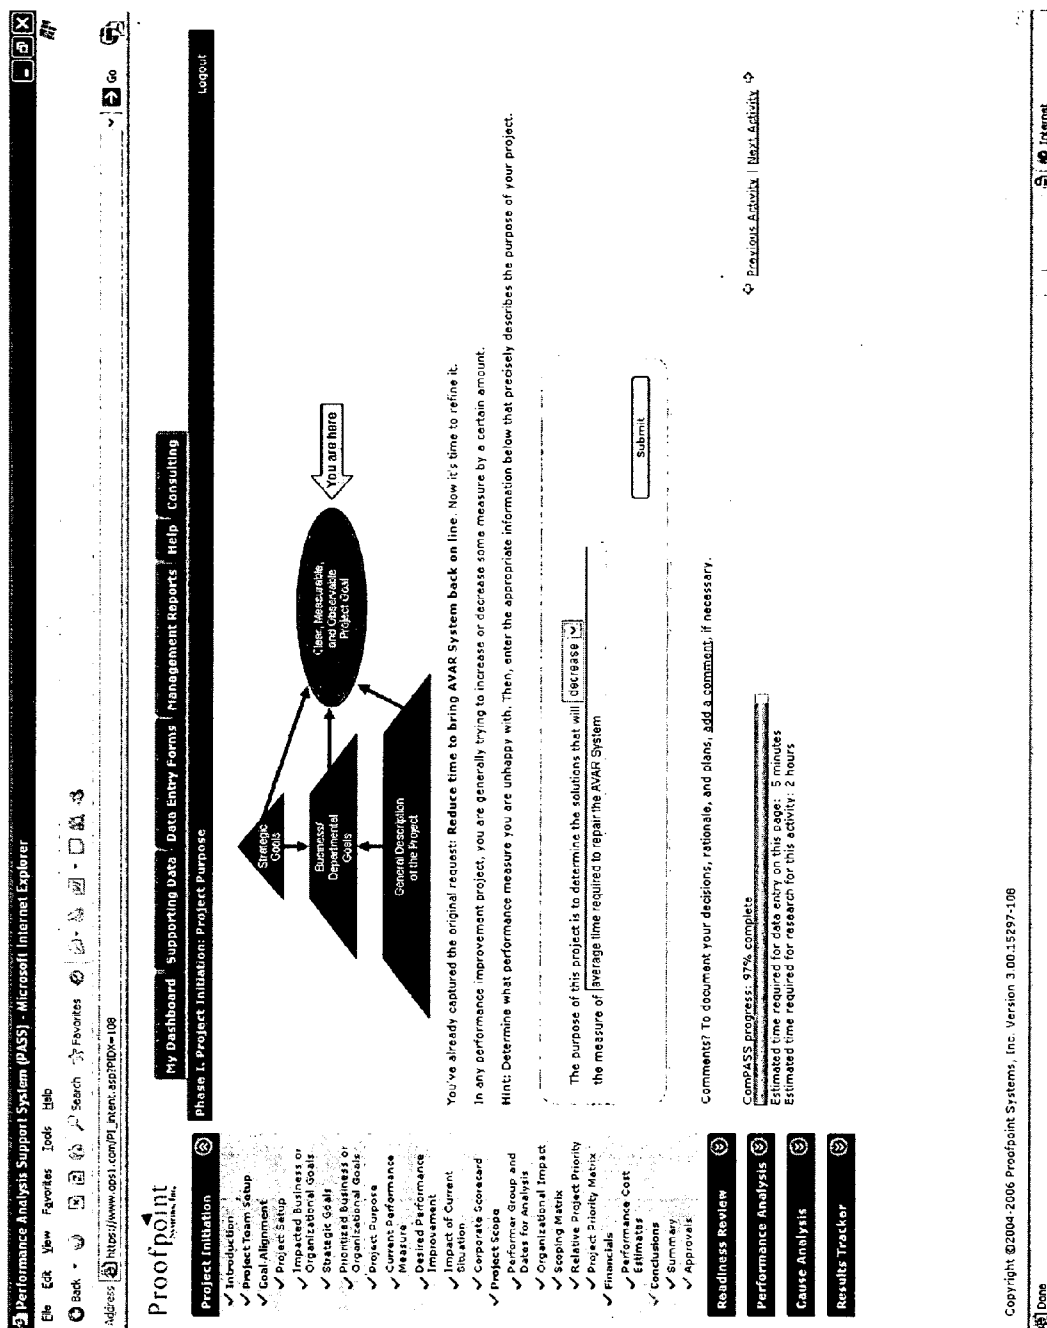 Performance Analysis Support System (PASS) - Microsoft Internet Explorer
File Edit View Favorites Tools Help
Back Search Favorites
Address https://www.opsi.com/PI_intent.asp?PIDX=108 Go
Proofpoint
Systems, Inc.
My Dashboard Supporting Data Data Entry Forms Management Reports Help Consulting
Phase I. Project Initiation: Project Purpose Logout
Project Initiation
✓ Introduction
✓ Project Team Setup
✓ Goal Alignment
✓ Project Setup
✓ Impacted Business or
Organizational Goals
✓ Strategic Goals
✓ Prioritized Business or
Organizational Goals
✓ Project Purpose
✓ Current Performance
Measure
✓ Desired Performance
Improvement
✓ Impact of Current
Situation
✓ Corporate Scorecard
✓ Project Scope
✓ Performer Group and
Dates for Analysis
✓ Organizational Impact
✓ Scoping Matrix
✓ Relative Project Priority
✓ Project Priority Matrix
✓ Financials
✓ Performance Cost
Estimates
✓ Conclusions
✓ Summary
✓ Approvals
Readiness Review
Performance Analysis
Cause Analysis
Results Tracker
Strategic
Goals
Business/
Departmental
Goals
General Description
of the Project
Clear, Measurable,
and Observable
Project Goal
You are here
You've already captured the original request: Reduce time to bring AVAR System back on line. Now it's time to refine it.
In any performance improvement project, you are generally trying to increase or decrease some measure by a certain amount.
Hint: Determine what performance measure you are unhappy with. Then, enter the appropriate information below that precisely describes the purpose of your project.
The purpose of this project is to determine the solutions that will decrease
the measure of average time required to repair the AVAR System
Submit
Comments? To document your decisions, rationale, and plans, add a comment, if necessary.
ComPASS progress: 97% complete
Estimated time required for data entry on this page: 5 minutes
Estimated time required for research for this activity: 2 hours
Previous Activity | Next Activity
Copyright ©2004-2006 Proofpoint Systems, Inc. Version 3.00.15297-108
Done Internet